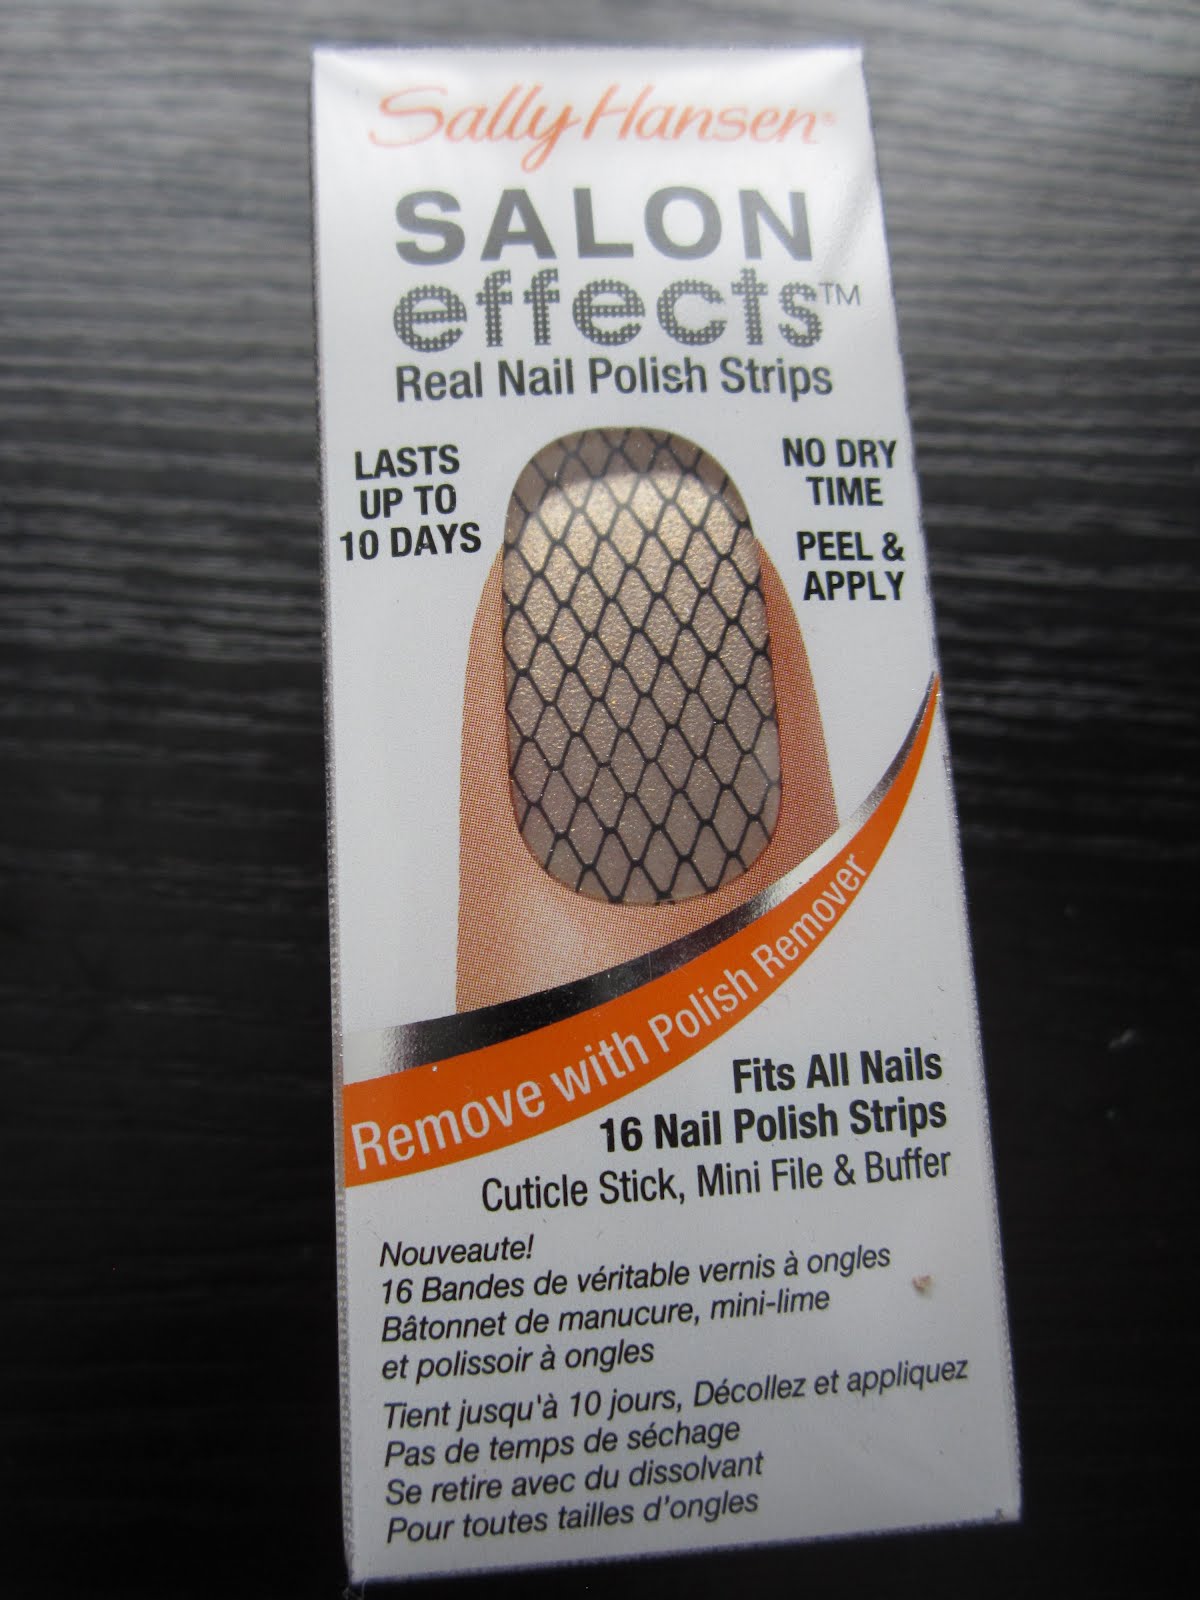 Sally Hansen®
SALON
effects™
Real Nail Polish Strips
LASTS
UP TO
10 DAYS
NO DRY
TIME
PEEL &
APPLY
Remove with Polish Remover
Fits All Nails
16 Nail Polish Strips
Cuticle Stick, Mini File & Buffer
Nouveaute!
16 Bandes de véritable vernis à ongles
Bâtonnet de manucure, mini-lime
et polissoir à ongles
Tient jusqu'à 10 jours, Décollez et appliquez
Pas de temps de séchage
Se retire avec du dissolvant
Pour toutes tailles d'ongles